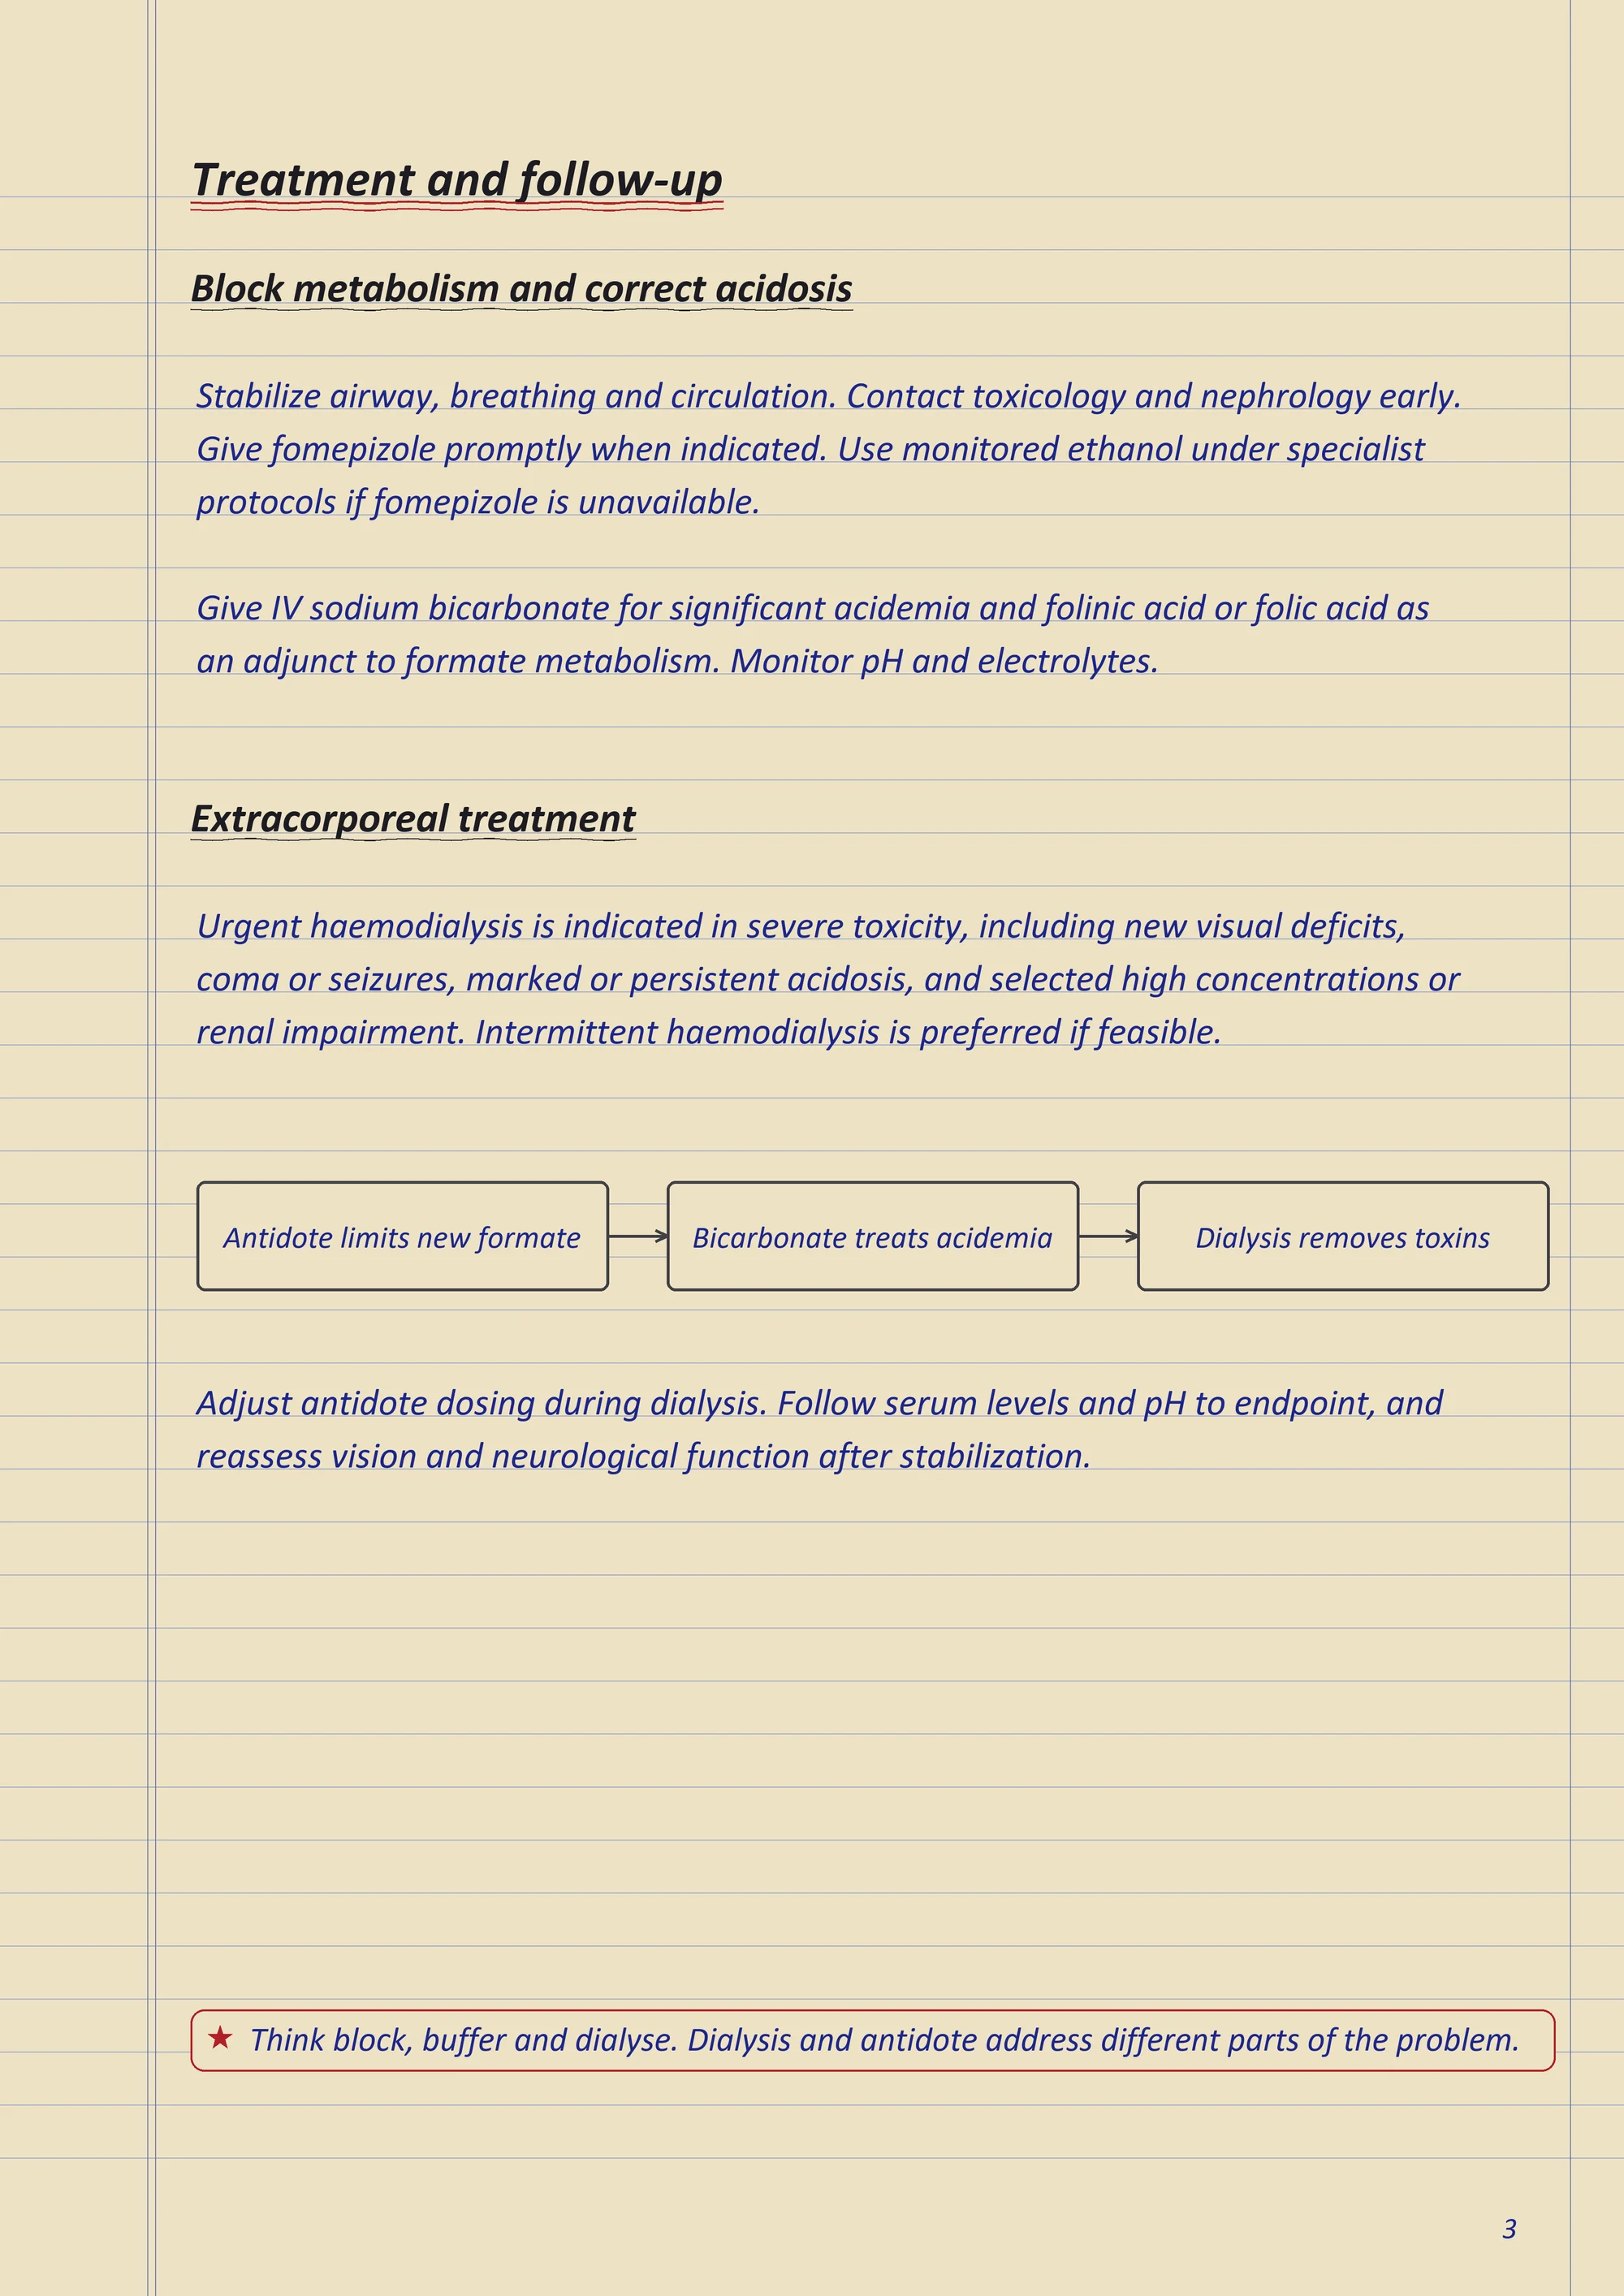 Treatment and follow-up
Block metabolism and correct acidosis
Stabilize airway, breathing and circulation. Contact toxicology and nephrology early.
Give fomepizole promptly when indicated. Use monitored ethanol under specialist
protocols if fomepizole is unavailable.
Give IV sodium bicarbonate for significant acidemia and folinic acid or folic acid as
an adjunct to formate metabolism. Monitor pH and electrolytes.
Extracorporeal treatment
Urgent haemodialysis is indicated in severe toxicity, including new visual deficits,
coma or seizures, marked or persistent acidosis, and selected high concentrations or
renal impairment. Intermittent haemodialysis is preferred if feasible.
Antidote limits new formate
Bicarbonate treats acidemia
Dialysis removes toxins
Adjust antidote dosing during dialysis. Follow serum levels and pH to endpoint, and
reassess vision and neurological function after stabilization.
★ Think block, buffer and dialyse. Dialysis and antidote address different parts of the problem.
3